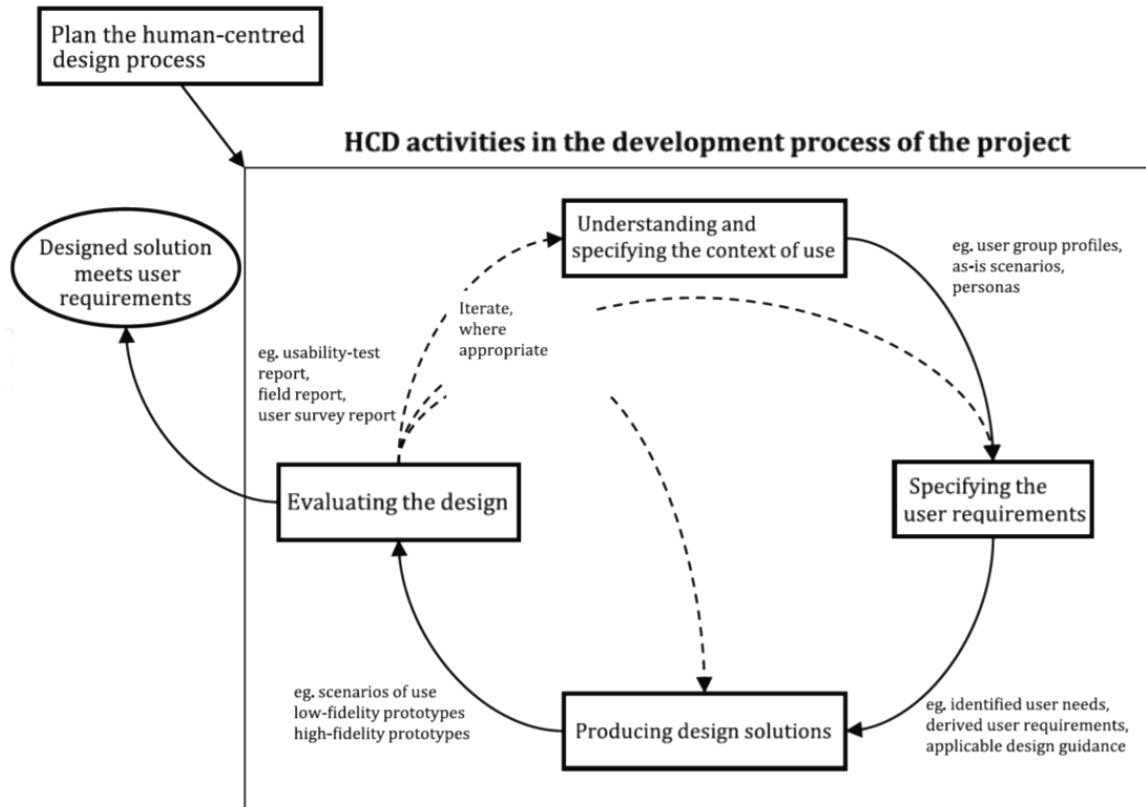 Plan the human-centred
design process
HCD activities in the development process of the project
Designed solution
meets user
requirements
Understanding and
specifying the context of use
eg. user group profiles,
as-is scenarios,
personas
Iterate,
where
appropriate
eg. usability-test
report,
field report,
user survey report
Evaluating the design
Specifying the
user requirements
eg. scenarios of use
low-fidelity prototypes
high-fidelity prototypes
Producing design solutions
eg. identified user needs,
derived user requirements,
applicable design guidance